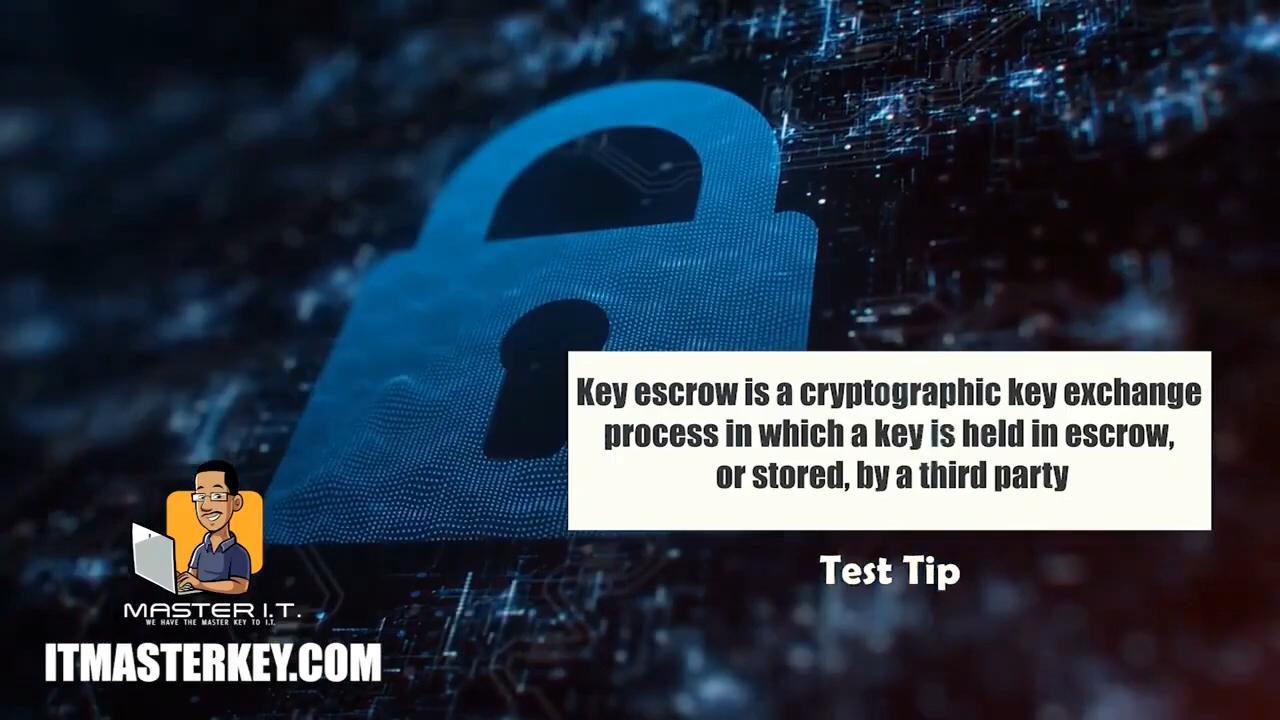 Key escrow is a cryptographic key exchange
process in which a key is held in escrow,
or stored, by a third party
Test Tip
MASTER I.T.
WE HAVE THE MASTER KEY TO I.T.
ITMASTERKEY.COM